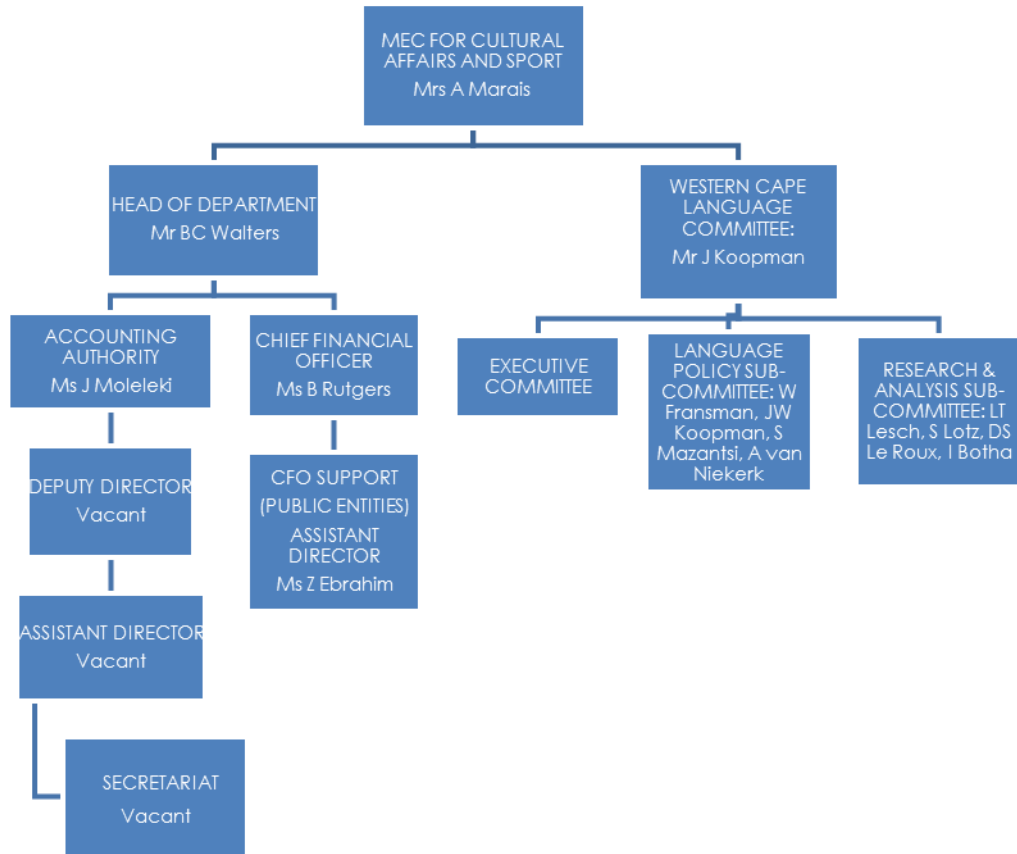 MEC FOR CULTURAL
AFFAIRS AND SPORT
Mrs A Marais
HEAD OF DEPARTMENT
Mr BC Walters
WESTERN CAPE
LANGUAGE
COMMITTEE:
Mr J Koopman
ACCOUNTING
AUTHORITY
Ms J Moleleki
CHIEF FINANCIAL
OFFICER
Ms B Rutgers
EXECUTIVE
COMMITTEE
LANGUAGE
POLICY SUB-
COMMITTEE: W
Fransman, JW
Koopman, S
Mazantsi, A van
Niekerk
RESEARCH &
ANALYSIS SUB-
COMMITTEE: LT
Lesch, S Lotz, DS
Le Roux, I Botha
DEPUTY DIRECTOR
Vacant
CFO SUPPORT
(PUBLIC ENTITIES)
ASSISTANT
DIRECTOR
Ms Z Ebrahim
ASSISTANT DIRECTOR
Vacant
SECRETARIAT
Vacant